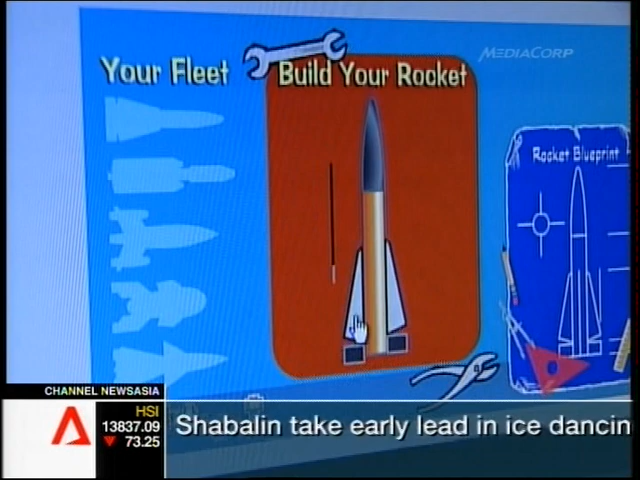 MEDIACORP
Your Fleet
Build Your Rocket
Rocket Blueprint
CHANNEL NEWSASIA
HSI
13837.09
73.25
Shabalin take early lead in ice dancin